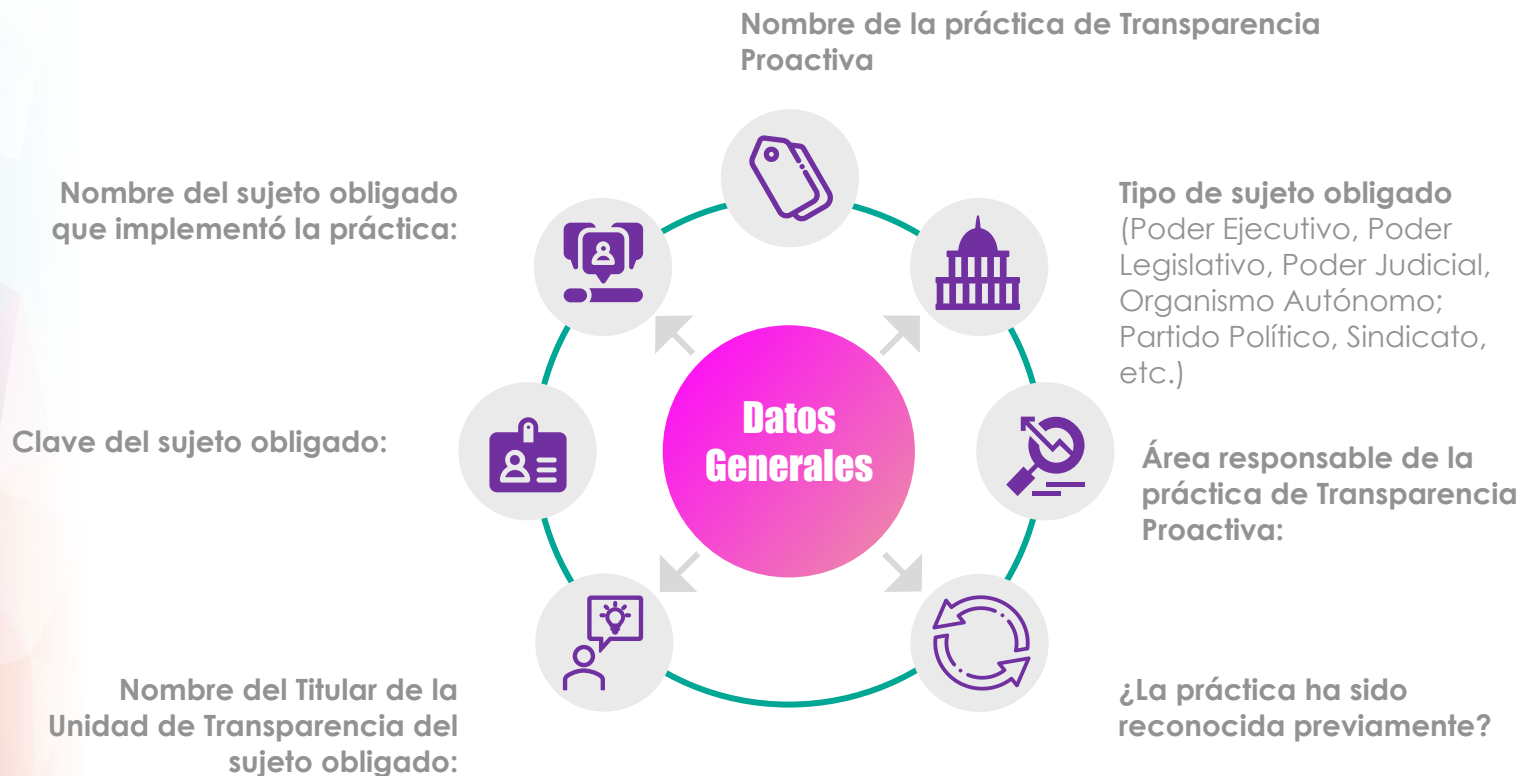 Nombre de la práctica de Transparencia
Proactiva
Nombre del sujeto obligado
que implementó la práctica:
Tipo de sujeto obligado
(Poder Ejecutivo, Poder
Legislativo, Poder Judicial,
Organismo Autónomo;
Partido Político, Sindicato,
etc.)
Clave del sujeto obligado:
Datos
Generales
Área responsable de la
práctica de Transparencia
Proactiva:
Nombre del Titular de la
Unidad de Transparencia del
sujeto obligado:
¿La práctica ha sido
reconocida previamente?